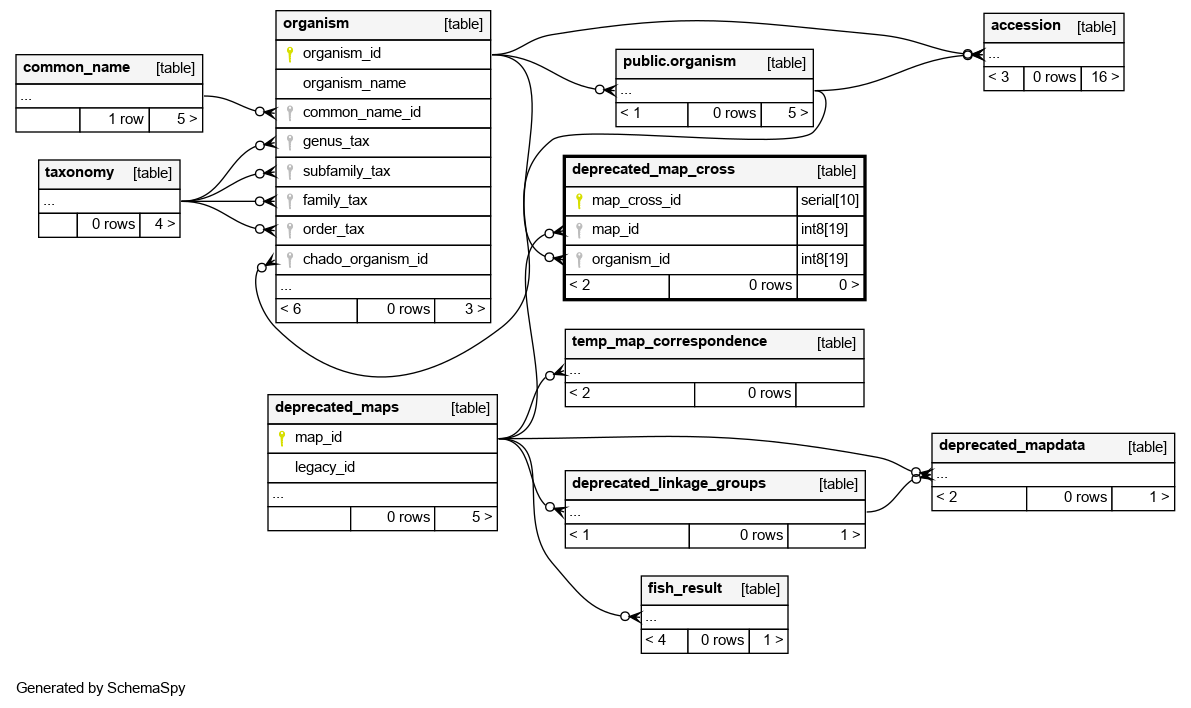 common_name [table]
...
1 row 5 >
taxonomy [table]
...
0 rows 4 >
organism [table]
organism_id
organism_name
common_name_id
genus_tax
subfamily_tax
family_tax
order_tax
chado_organism_id
...
< 6 0 rows 3 >
deprecated_maps [table]
map_id
legacy_id
...
0 rows 5 >
public.organism [table]
...
< 1 0 rows 5 >
deprecated_map_cross [table]
map_cross_id serial[10]
map_id int8[19]
organism_id int8[19]
< 2 0 rows 0 >
temp_map_correspondence [table]
...
< 2 0 rows
deprecated_linkage_groups [table]
...
< 1 0 rows 1 >
fish_result [table]
...
< 4 0 rows 1 >
accession [table]
...
< 3 0 rows 16 >
deprecated_mapdata [table]
...
< 2 0 rows 1 >
Generated by SchemaSpy